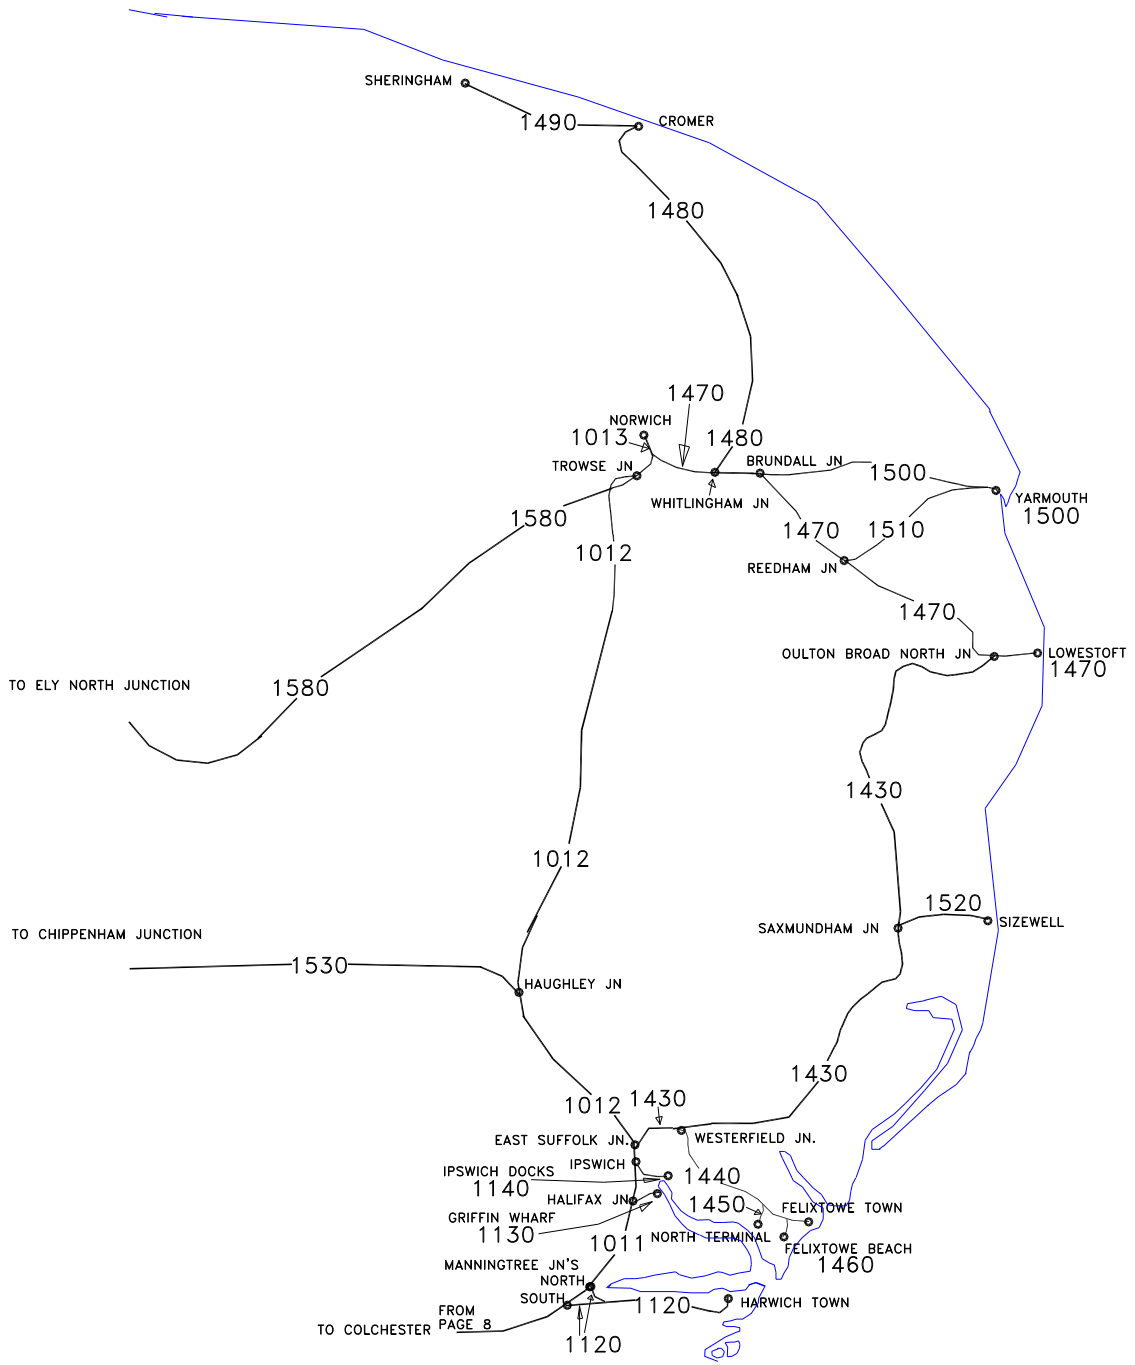 SHERINGHAM
CROMER
1490
1480
1470
NORWICH
1013
1480
TROWSE JN
BRUNDALL JN
1500
WHITLINGHAM JN
YARMOUTH
1500
1580
1470
1510
1012
REEDHAM JN
1470
OULTON BROAD NORTH JN
LOWESTOFT
1470
TO ELY NORTH JUNCTION
1580
1430
1012
1520
SAXMUNDHAM JN
SIZEWELL
TO CHIPPENHAM JUNCTION
1530
HAUGHLEY JN
1430
1430
1012
EAST SUFFOLK JN.
WESTERFIELD JN.
IPSWICH
IPSWICH DOCKS
1140
1440
HALIFAX JN
1450
FELIXTOWE TOWN
GRIFFIN WHARF
1130
1011
NORTH TERMINAL
FELIXTOWE BEACH
1460
MANNINGTREE JN'S
NORTH
SOUTH
1120
HARWICH TOWN
FROM
PAGE 8
TO COLCHESTER
1120